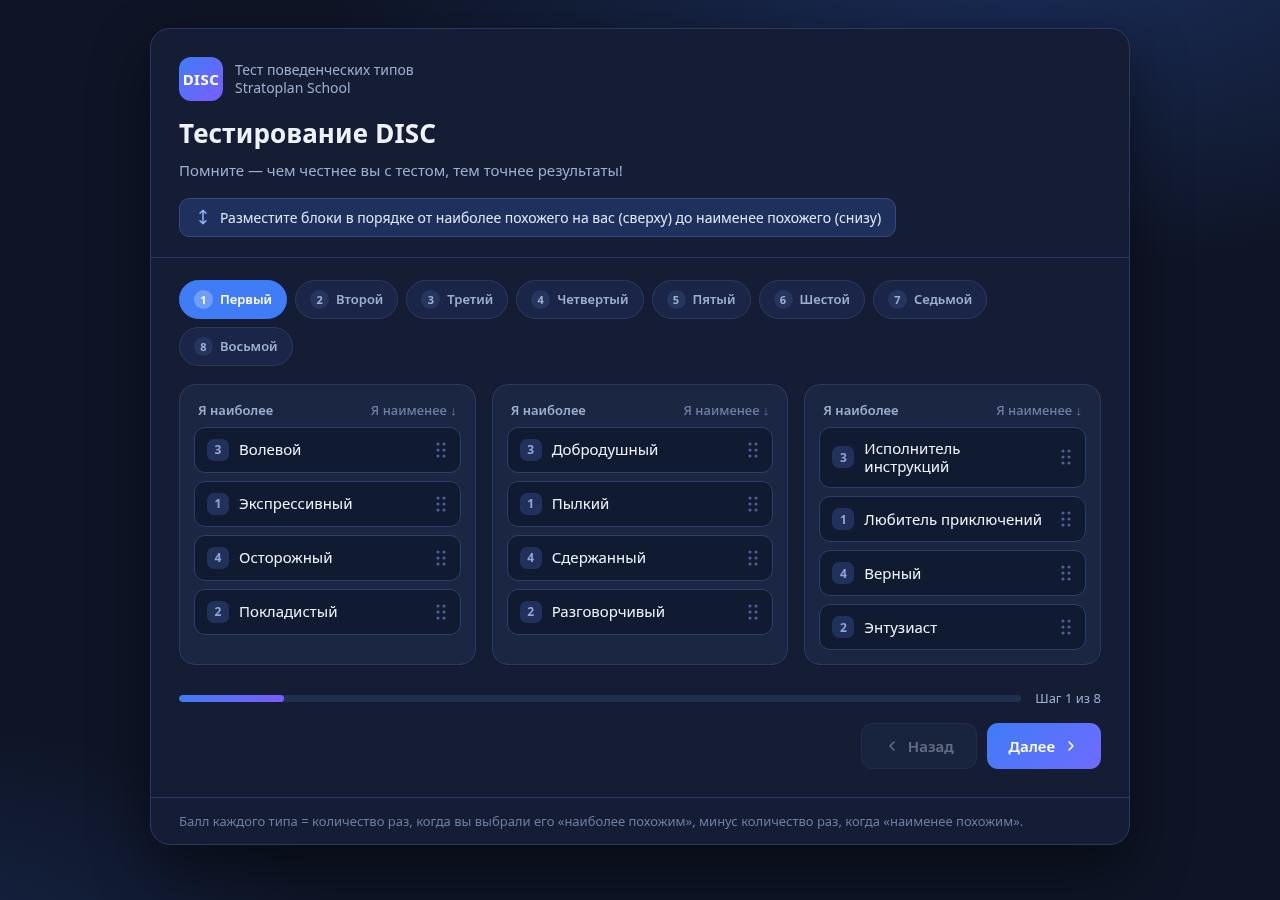 DISC
Тест поведенческих типов
Stratoplan School
Тестирование DISC
Помните — чем честнее вы с тестом, тем точнее результаты!
Разместите блоки в порядке от наиболее похожего на вас (сверху) до наименее похожего (снизу)
1 Первый
2 Второй
3 Третий
4 Четвертый
5 Пятый
6 Шестой
7 Седьмой
8 Восьмой
Я наиболее
Я наименее ↓
3 Волевой
1 Экспрессивный
4 Осторожный
2 Покладистый
Я наиболее
Я наименее ↓
3 Добродушный
1 Пылкий
4 Сдержанный
2 Разговорчивый
Я наиболее
Я наименее ↓
3 Исполнитель
инструкций
1 Любитель приключений
4 Верный
2 Энтузиаст
Шаг 1 из 8
Назад
Далее
Балл каждого типа = количество раз, когда вы выбрали его «наиболее похожим», минус количество раз, когда «наименее похожим».